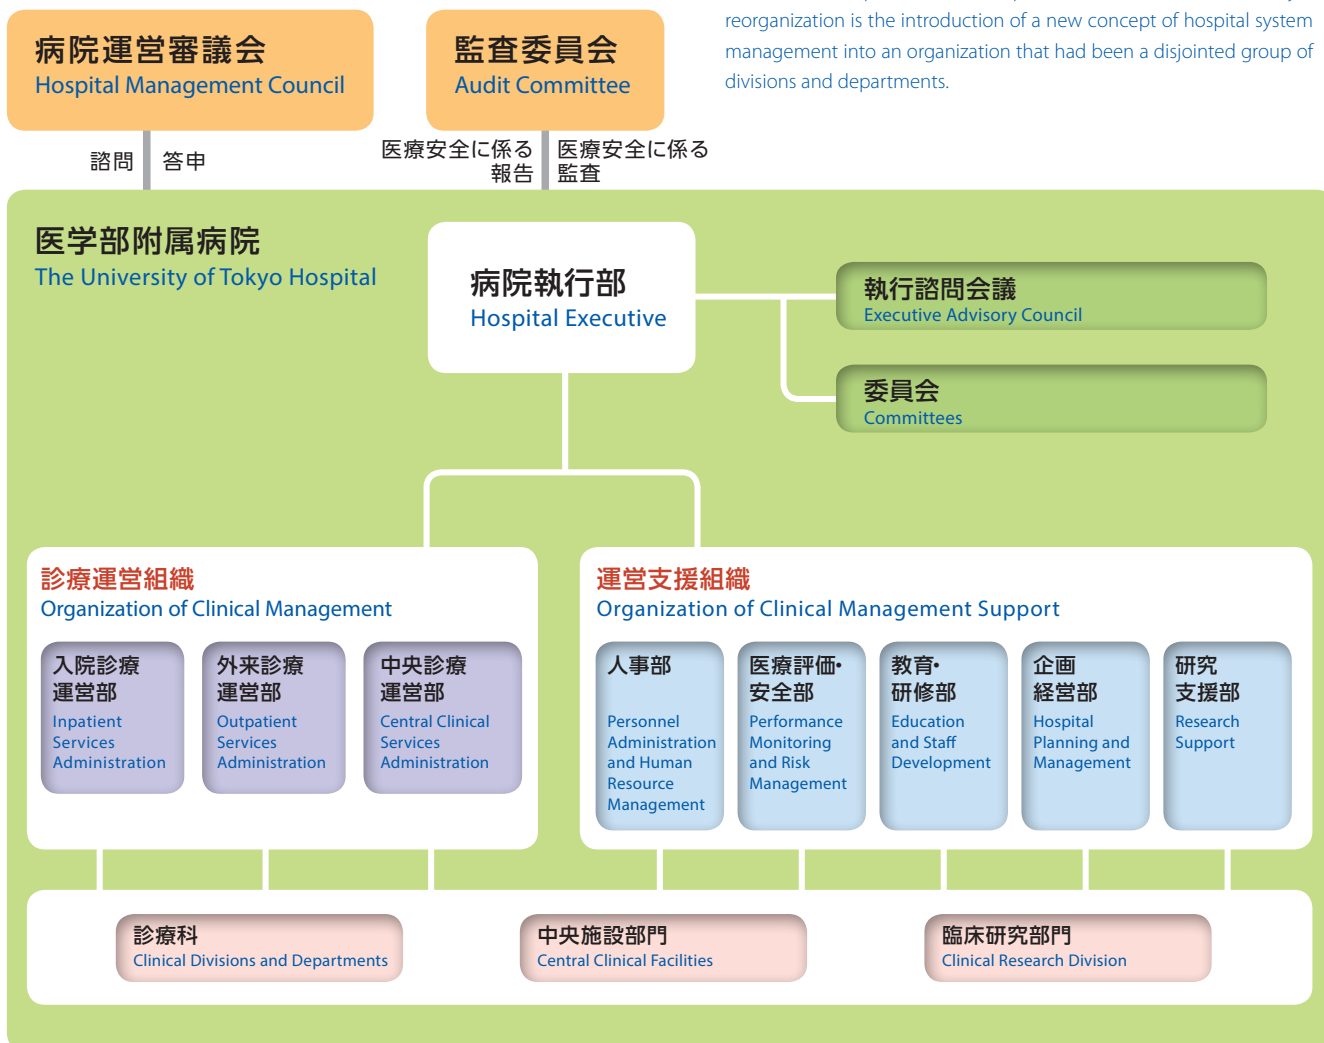 reorganization is the introduction of a new concept of hospital system
management into an organization that had been a disjointed group of
divisions and departments.
病院運営審議会
Hospital Management Council
監査委員会
Audit Committee
諮問
答申
医療安全に係る
報告
医療安全に係る
監査
医学部附属病院
The University of Tokyo Hospital
病院執行部
Hospital Executive
執行諮問会議
Executive Advisory Council
委員会
Committees
診療運営組織
Organization of Clinical Management
入院診療
運営部
Inpatient
Services
Administration
外来診療
運営部
Outpatient
Services
Administration
中央診療
運営部
Central Clinical
Services
Administration
運営支援組織
Organization of Clinical Management Support
人事部
Personnel
Administration
and Human
Resource
Management
医療評価・
安全部
Performance
Monitoring
and Risk
Management
教育・
研修部
Education
and Staff
Development
企画
経営部
Hospital
Planning and
Management
研究
支援部
Research
Support
診療科
Clinical Divisions and Departments
中央施設部門
Central Clinical Facilities
臨床研究部門
Clinical Research Division